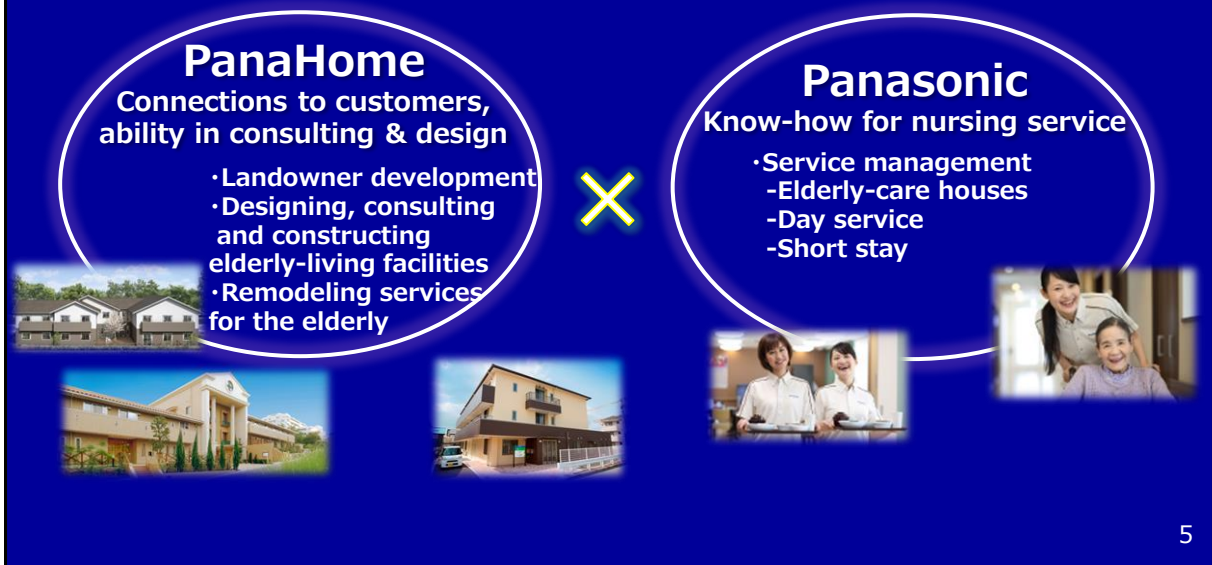 PanaHome
Connections to customers,
ability in consulting & design
・Landowner development
・Designing, consulting
and constructing
elderly-living facilities
・Remodeling services
for the elderly
×
Panasonic
Know-how for nursing service
・Service management
-Elderly-care houses
-Day service
-Short stay
5